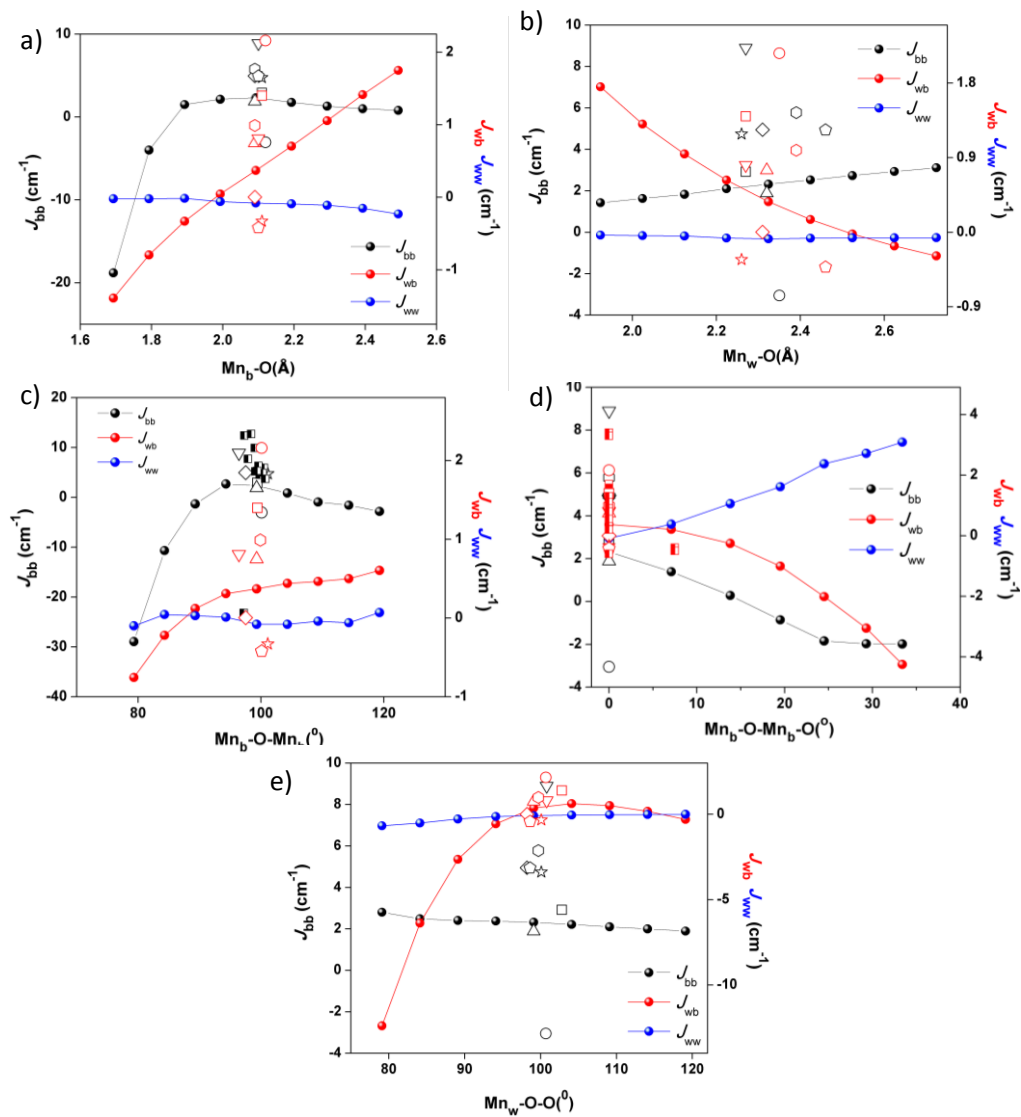 a)
10
0
-10
-20
J_bb (cm^-1)
2
1
0
-1
J_wb J_ww (cm^-1)
J_bb
J_wb
J_ww
1.6 1.8 2.0 2.2 2.4 2.6
Mn_b-O(Å)
b)
10
8
6
4
2
0
-2
-4
J_bb (cm^-1)
1.8
0.9
0.0
-0.9
J_wb J_ww (cm^-1)
J_bb
J_wb
J_ww
2.0 2.2 2.4 2.6
Mn_w-O(Å)
c)
20
10
0
-10
-20
-30
-40
J_bb (cm^-1)
2
1
0
-1
J_wb J_ww (cm^-1)
J_bb
J_wb
J_ww
80 100 120
Mn_b-O-Mn_b(^0)
d)
10
8
6
4
2
0
-2
-4
J_bb (cm^-1)
4
2
0
-2
-4
J_wb J_ww (cm^-1)
J_bb
J_wb
J_ww
0 10 20 30 40
Mn_b-O-Mn_b-O(^o)
e)
10
8
6
4
2
0
-2
-4
J_bb (cm^-1)
0
-5
-10
J_wb J_ww (cm^-1)
J_bb
J_wb
J_ww
80 90 100 110 120
Mn_w-O-O(^0)